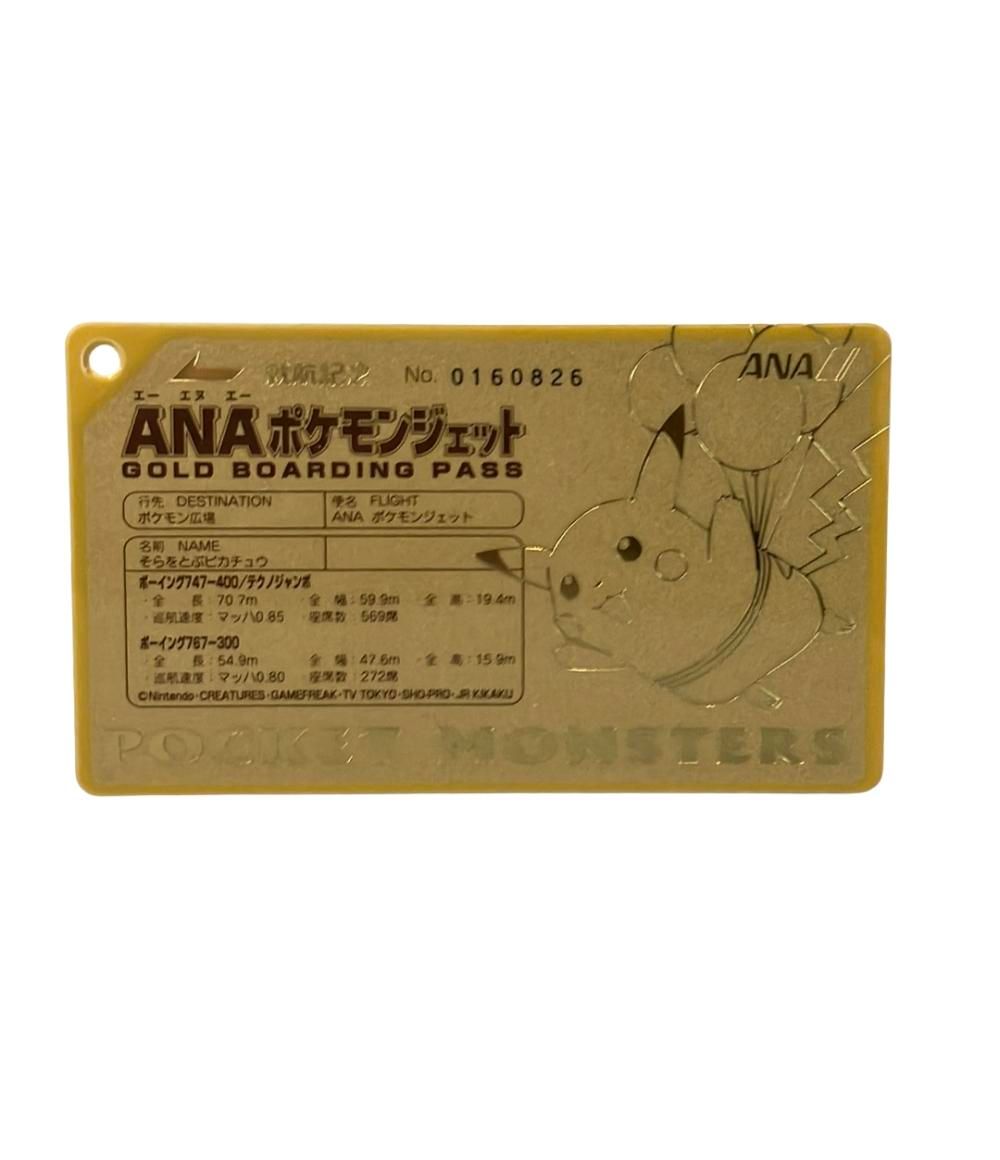 就航記念 No. 0160826 ANA
エー エヌ エー
ANAポケモンジェット
GOLD BOARDING PASS
行先 DESTINATION 便名 FLIGHT
ポケモン広場 ANA ポケモンジェット
名前 NAME
そらをとぶピカチュウ
ボーイング747-400/テクノジャンボ
・全 長:70.7m ・全 幅:59.9m ・全 高:19.4m
・巡航速度:マッハ0.85 ・座席数:569席
ボーイング767-300
・全 長:54.9m ・全 幅:47.6m ・全 高:15.9m
・巡航速度:マッハ0.80 ・座席数:272席
©Nintendo・CREATURES・GAMEFREAK・TV TOKYO・SHO-PRO・JR KIKAKU
POCKET MONSTERS